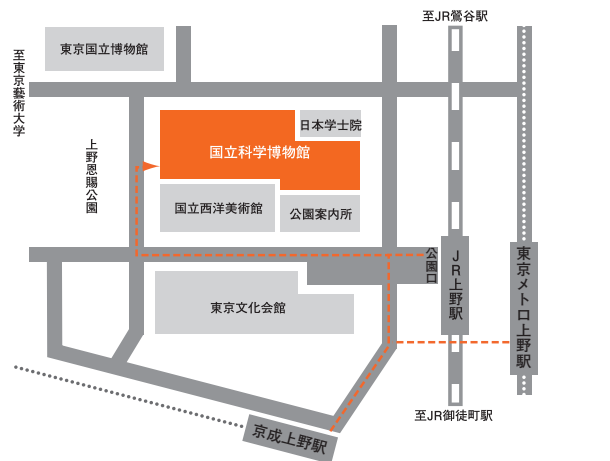 至JR鶯谷駅
東京国立博物館
至東京藝術大学
日本学士院
国立科学博物館
上野恩賜公園
国立西洋美術館
公園案内所
公園口
JR上野駅
東京メトロ上野駅
東京文化会館
至JR御徒町駅
京成上野駅